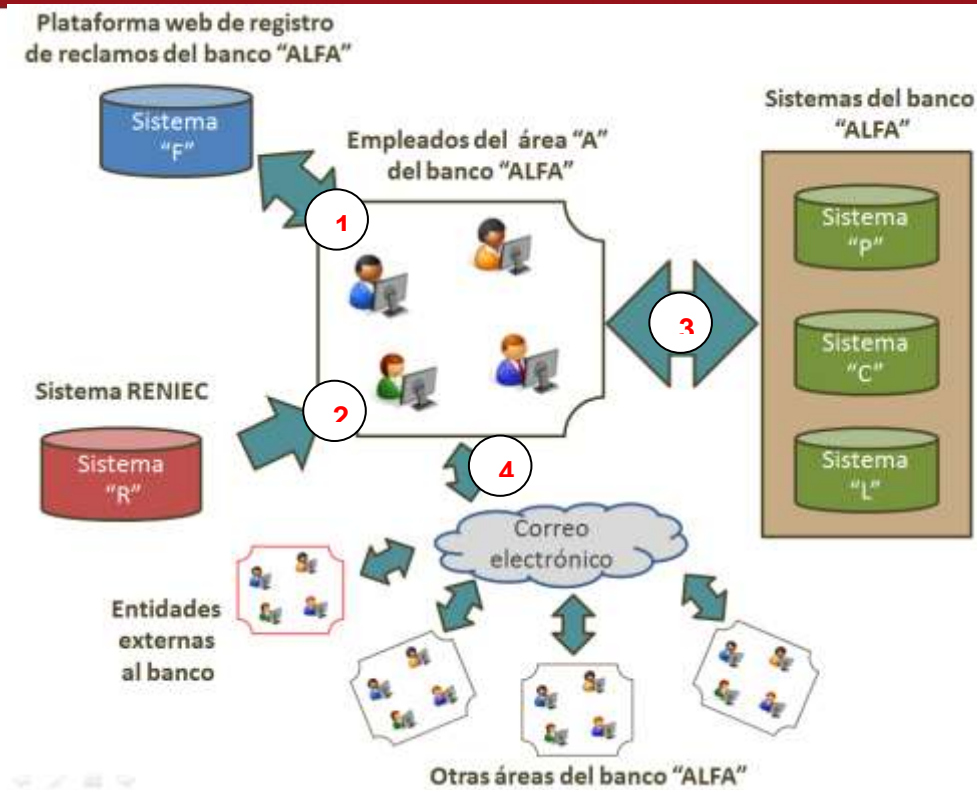 Plataforma web de registro
de reclamos del banco “ALFA”
Sistema
“F”
Empleados del área “A”
del banco “ALFA”
Sistemas del banco
“ALFA”
1
Sistema
“P”
3
Sistema
“C”
Sistema RENIEC
2
Sistema
“R”
4
Sistema
“L”
Correo
electrónico
Entidades
externas
al banco
Otras áreas del banco “ALFA”